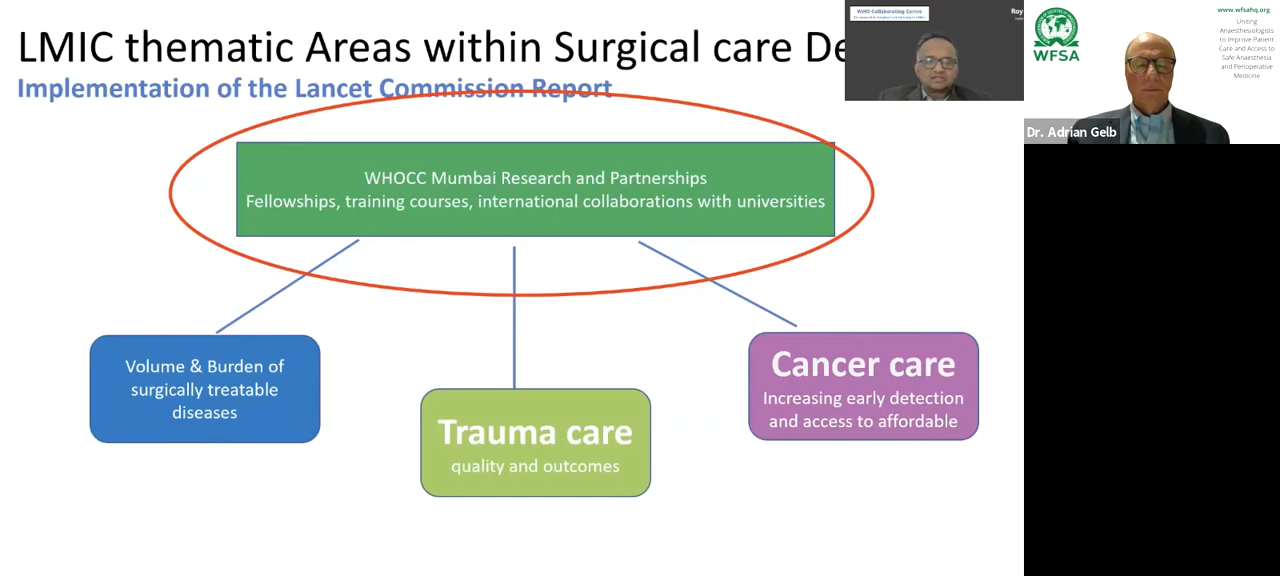 LMIC thematic Areas within Surgical care De
Implementation of the Lancet Commission Report
WHOCC Mumbai Research and Partnerships
Fellowships, training courses, international collaborations with universities
Volume & Burden of
surgically treatable
diseases
Trauma care
quality and outcomes
Cancer care
Increasing early detection
and access to affordable
WHO Collaborating Centre
Roy
WFSA
www.wfsahq.org
Uniting
Anaesthesiologists
to Improve Patient
Care and Access to
Safe Anaesthesia
and Perioperative
Medicine
Dr. Adrian Gelb